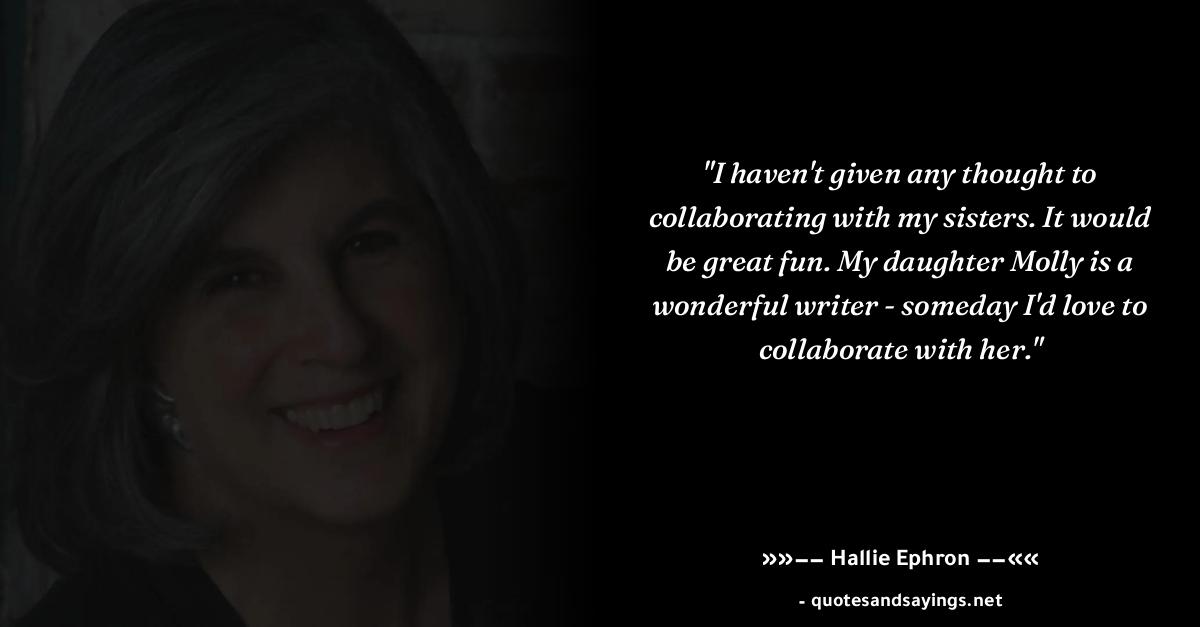 "I haven't given any thought to
collaborating with my sisters. It would
be great fun. My daughter Molly is a
wonderful writer - someday I'd love to
collaborate with her."
»»−− Hallie Ephron −−««
- quotesandsayings.net